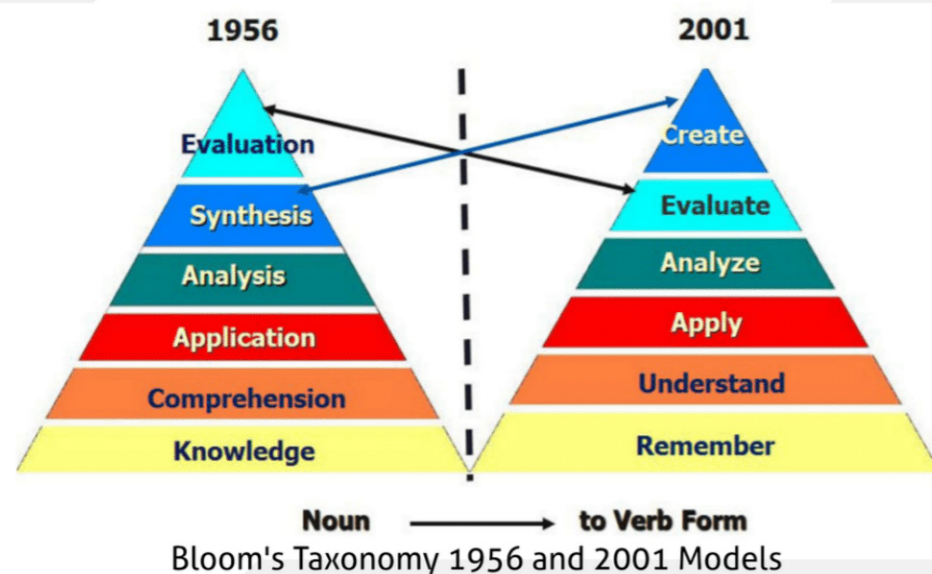 1956
Evaluation
Synthesis
Analysis
Application
Comprehension
Knowledge
2001
Create
Evaluate
Analyze
Apply
Understand
Remember
Noun to Verb Form
Bloom's Taxonomy 1956 and 2001 Models